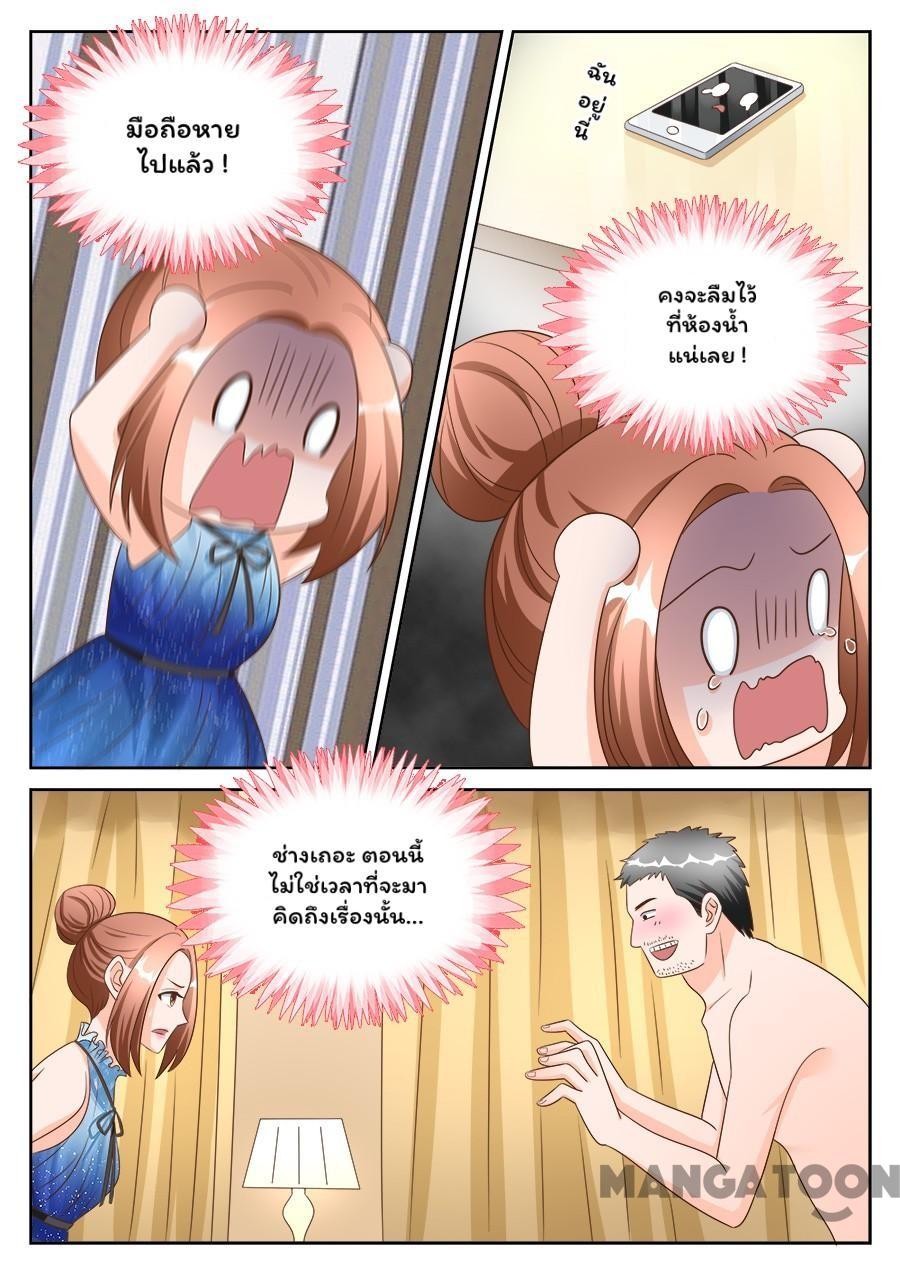 มือถือหาย
ไปแล้ว !
ฉัน
อยู่
นี่
คงจะลืมไว้
ที่ห้องน้ำ
แน่เลย !
ช่างเถอะ ตอนนี้
ไม่ใช่เวลาที่จะมา
คิดถึงเรื่องนั้น...
MANGATOON